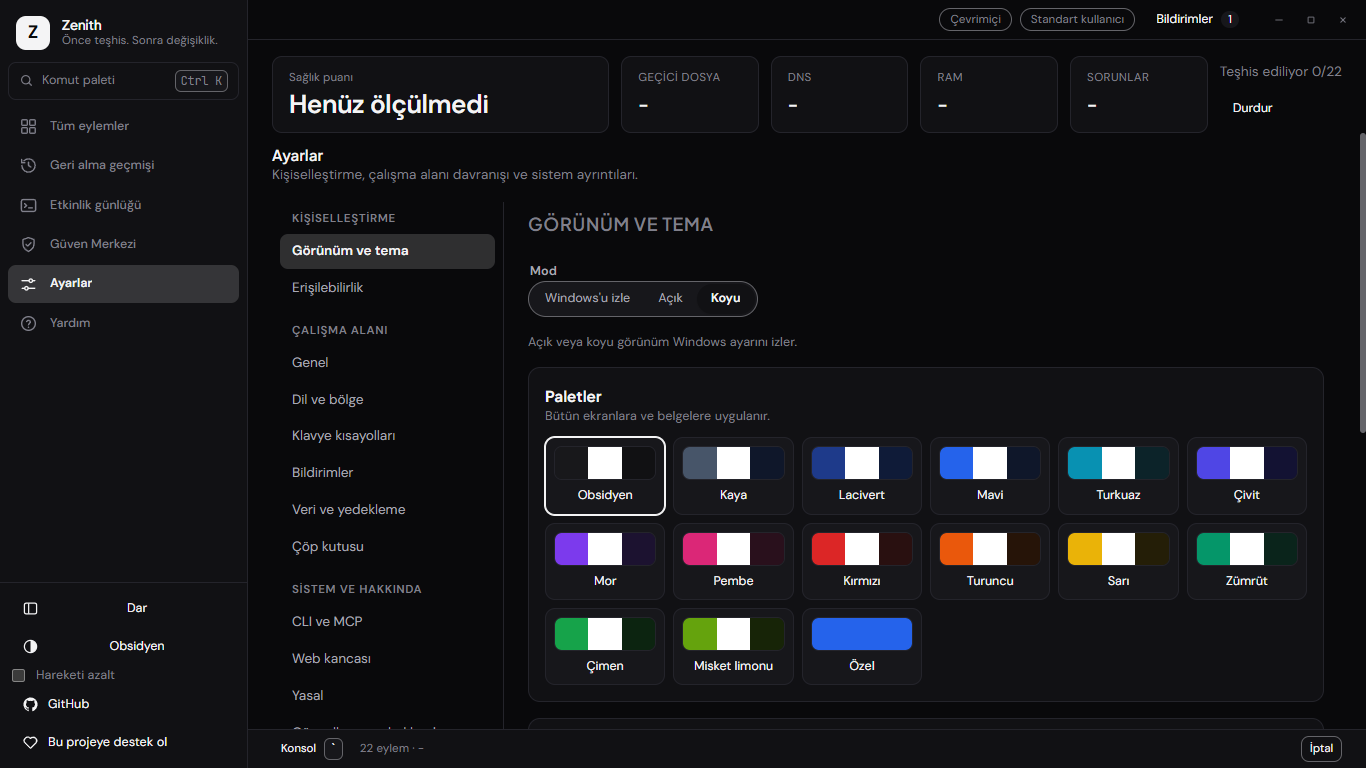 Z
Zenith
Önce teşhis. Sonra değişiklik.
Komut paleti
Ctrl K
Tüm eylemler
Geri alma geçmişi
Etkinlik günlüğü
Güven Merkezi
Ayarlar
Yardım
Dar
Obsidyen
Hareketi azalt
GitHub
Bu projeye destek ol
Çevrimiçi
Standart kullanıcı
Bildirimler 1
Sağlık puanı
Henüz ölçülmedi
GEÇİCİ DOSYA
–
DNS
–
RAM
–
SORUNLAR
–
Teşhis ediliyor 0/22
Durdur
Ayarlar
Kişiselleştirme, çalışma alanı davranışı ve sistem ayrıntıları.
KİŞİSELLEŞTİRME
Görünüm ve tema
Erişilebilirlik
ÇALIŞMA ALANI
Genel
Dil ve bölge
Klavye kısayolları
Bildirimler
Veri ve yedekleme
Çöp kutusu
SİSTEM VE HAKKINDA
CLI ve MCP
Web kancası
Yasal
GÖRÜNÜM VE TEMA
Mod
Windows'u izle
Açık
Koyu
Açık veya koyu görünüm Windows ayarını izler.
Paletler
Bütün ekranlara ve belgelere uygulanır.
Obsidyen
Kaya
Lacivert
Mavi
Turkuaz
Çivit
Mor
Pembe
Kırmızı
Turuncu
Sarı
Zümrüt
Çimen
Misket limonu
Özel
Konsol `
22 eylem · –
İptal